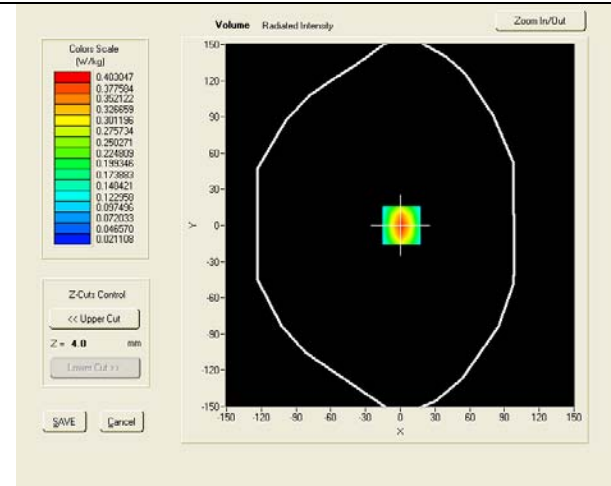 Volume Radiated Intensity
Zoom In/Out
Colors Scale
(W/kg)
0.403047
0.377584
0.352122
0.326659
0.301196
0.275734
0.250271
0.224809
0.199346
0.173883
0.148421
0.122958
0.097496
0.072033
0.046570
0.021108
150
120
90
60
30
0
-30
-60
-90
-120
-150
Y
-150 -120 -90 -60 -30 0 30 60 90 120 150
X
Z-Cuts Control
<< Upper Cut
Z = 4.0 mm
Lower Cut >>
SAVE Cancel